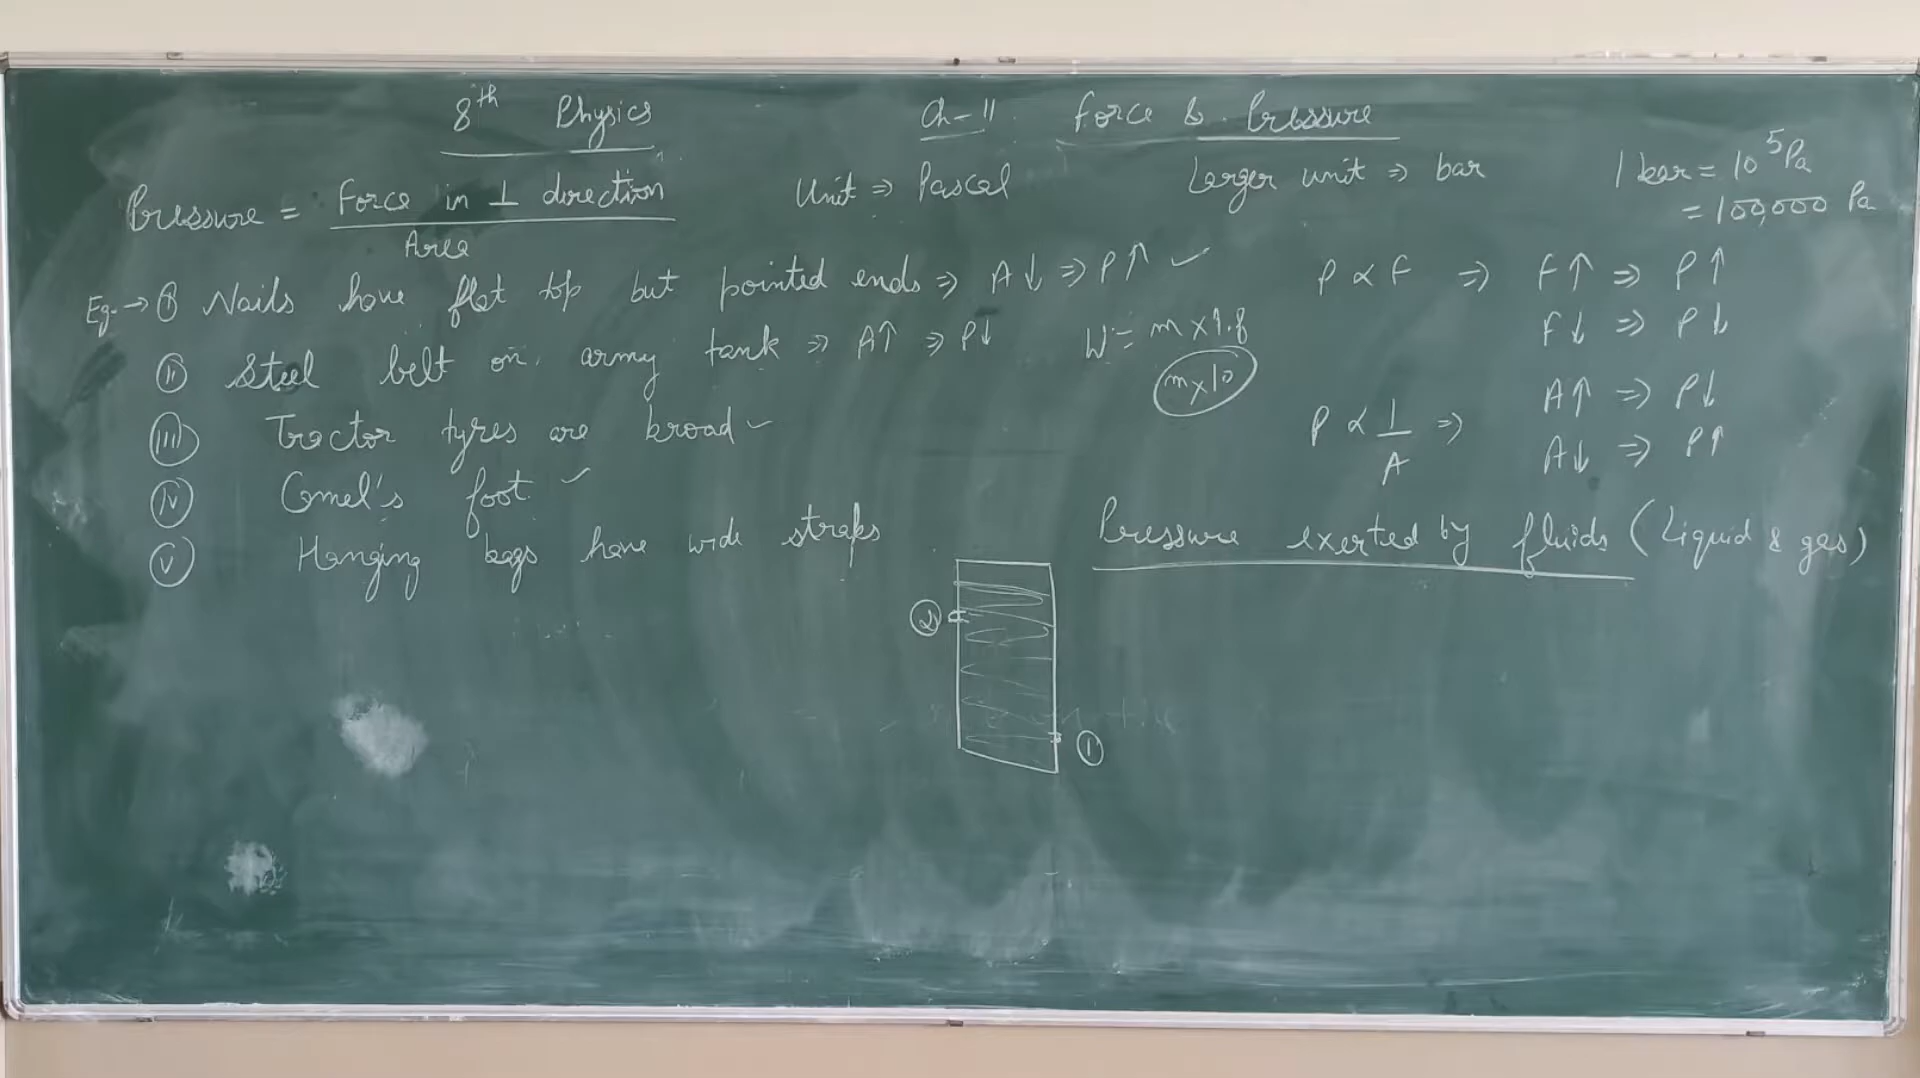 8th Physics Ch-11 Force & Pressure
Pressure = Force in ⊥ direction / Area
Unit ⇒ Pascal
Larger unit ⇒ bar
1 bar = 10^5 Pa
= 100,000 Pa
Eg. → (i) Nails have flat top but pointed ends ⇒ A↓ ⇒ P↑ ✓
(ii) Steel belt on army tank ⇒ A↑ ⇒ P↓
(iii) Tractor tyres are broad ✓
(iv) Camel's foot. ✓
(v) Hanging bags have wide straps
W = m x 9.8
m x 10
P ∝ F ⇒ F↑ ⇒ P↑
F↓ ⇒ P↓
P ∝ 1/A ⇒ A↑ ⇒ P↓
A↓ ⇒ P↑
Pressure exerted by fluids (Liquid & gas)
(2)
(1)